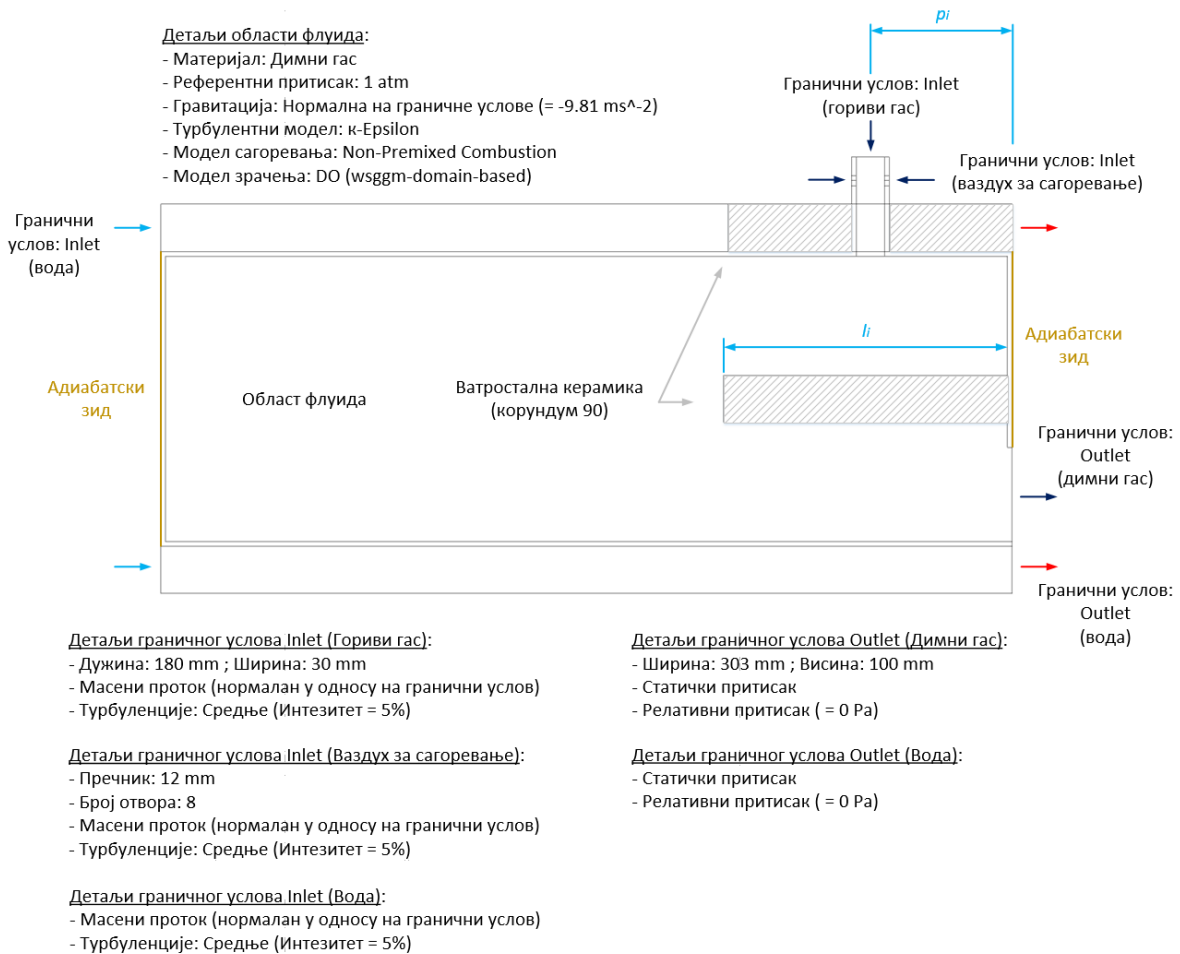 Детаљи области флуида:
- Материјал: Димни гас
- Референтни притисак: 1 atm
- Гравитација: Нормална на граничне услове (= -9.81 ms^-2)
- Турбулентни модел: κ-Epsilon
- Модел сагоревања: Non-Premixed Combustion
- Модел зрачења: DO (wsggm-domain-based)
pi
Гранични услов: Inlet
(гориви гас)
Гранични услов: Inlet
(ваздух за сагоревање)
Гранични
услов: Inlet
(вода)
li
Адиабатски
зид
Адиабатски
зид
Област флуида
Ватростална керамика
(корундум 90)
Гранични услов:
Outlet
(димни гас)
Гранични услов:
Outlet
(вода)
Детаљи граничног услова Inlet (Гориви гас):
- Дужина: 180 mm ; Ширина: 30 mm
- Масени проток (нормалан у односу на гранични услов)
- Турбуленције: Средње (Интезитет = 5%)
Детаљи граничног услова Inlet (Ваздух за сагоревање):
- Пречник: 12 mm
- Број отвора: 8
- Масени проток (нормалан у односу на гранични услов)
- Турбуленције: Средње (Интезитет = 5%)
Детаљи граничног услова Inlet (Вода):
- Масени проток (нормалан у односу на гранични услов)
- Турбуленције: Средње (Интезитет = 5%)
Детаљи граничног услова Outlet (Димни гас):
- Ширина: 303 mm ; Висина: 100 mm
- Статички притисак
- Релативни притисак ( = 0 Pa)
Детаљи граничног услова Outlet (Вода):
- Статички притисак
- Релативни притисак ( = 0 Pa)